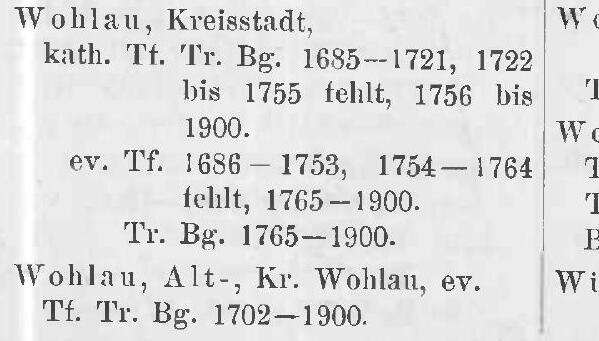 Wohlau, Kreisstadt,
kath. Tf. Tr. Bg. 1685—1721, 1722
bis 1755 fehlt, 1756 bis
1900.
ev. Tf. 1686—1753, 1754—1764
fehlt, 1765—1900.
Tr. Bg. 1765—1900.
Wohlau, Alt-, Kr. Wohlau, ev.
Tf. Tr. Bg. 1702—1900.